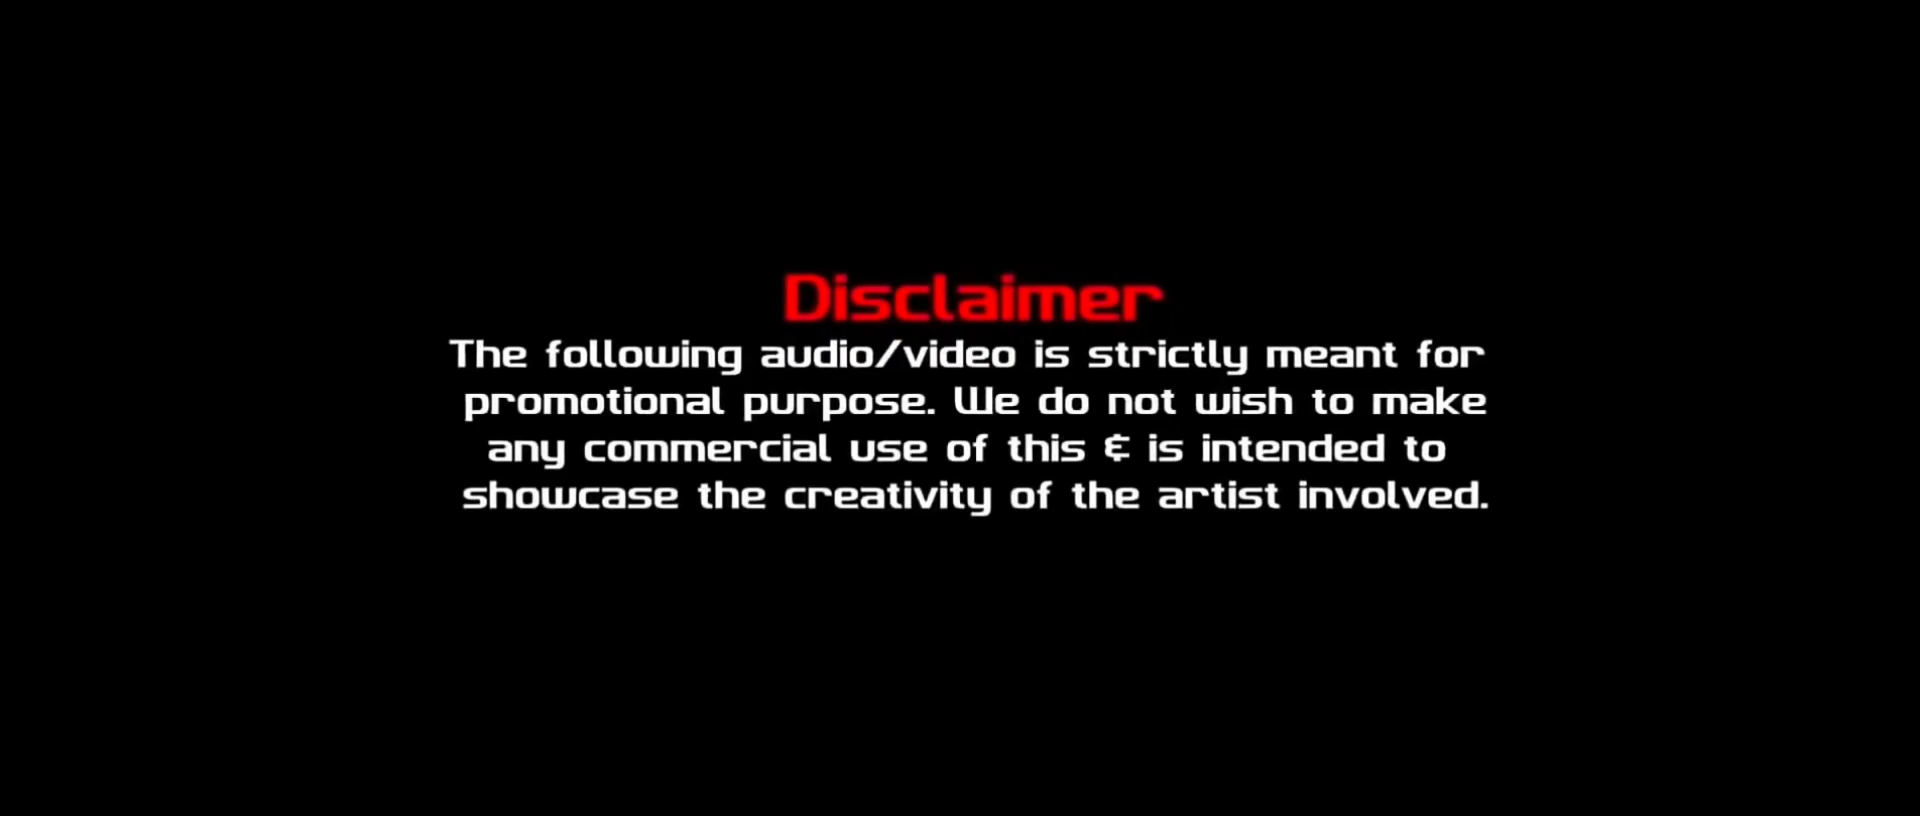 Disclaimer
The following audio/video is strictly meant for
promotional purpose. We do not wish to make
any commercial use of this & is intended to
showcase the creativity of the artist involved.